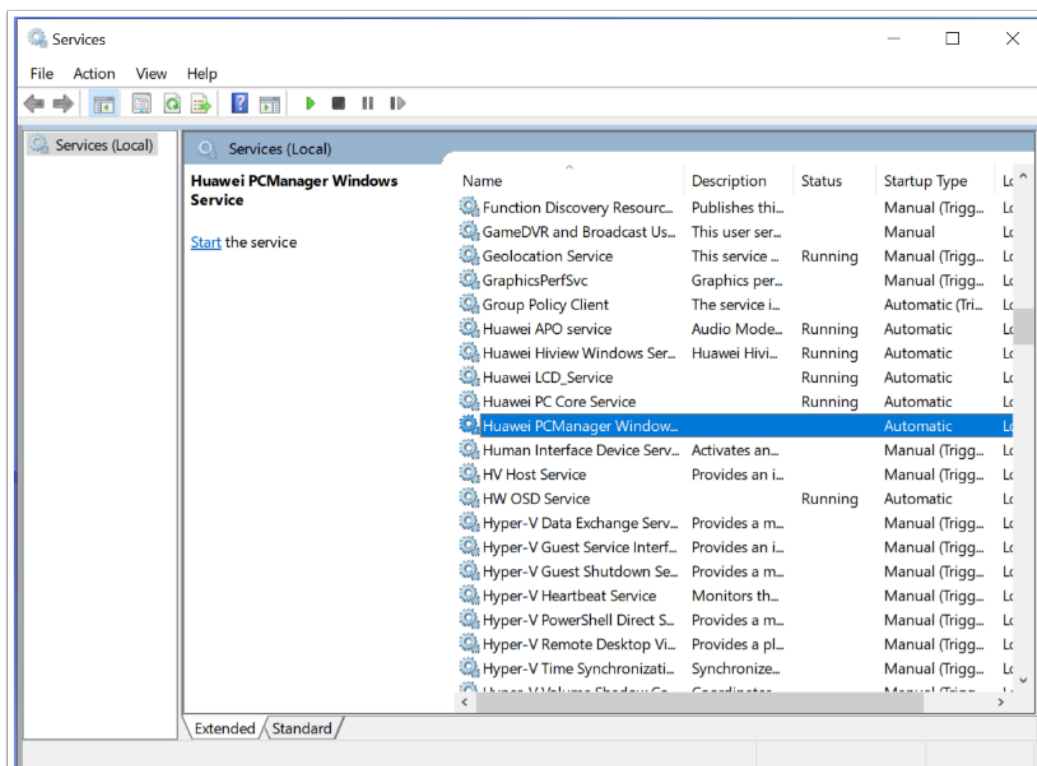 Services
File Action View Help
Services (Local)
Services (Local)
Huawei PCManager Windows
Service
Start the service
Name Description Status Startup Type
Function Discovery Resourc... Publishes thi... Manual (Trigg...
GameDVR and Broadcast Us... This user ser... Manual
Geolocation Service This service ... Running Manual (Trigg...
GraphicsPerfSvc Graphics per... Manual (Trigg...
Group Policy Client The service i... Automatic (Tri...
Huawei APO service Audio Mode... Running Automatic
Huawei Hiview Windows Ser... Huawei Hivi... Running Automatic
Huawei LCD_Service Running Automatic
Huawei PC Core Service Running Automatic
Huawei PCManager Window... Automatic
Human Interface Device Serv... Activates an... Manual (Trigg...
HV Host Service Provides an i... Manual (Trigg...
HW OSD Service Running Automatic
Hyper-V Data Exchange Serv... Provides a m... Manual (Trigg...
Hyper-V Guest Service Interf... Provides an i... Manual (Trigg...
Hyper-V Guest Shutdown Se... Provides a m... Manual (Trigg...
Hyper-V Heartbeat Service Monitors th... Manual (Trigg...
Hyper-V PowerShell Direct S... Provides a m... Manual (Trigg...
Hyper-V Remote Desktop Vi... Provides a pl... Manual (Trigg...
Hyper-V Time Synchronizati... Synchronize... Manual (Trigg...
Extended Standard